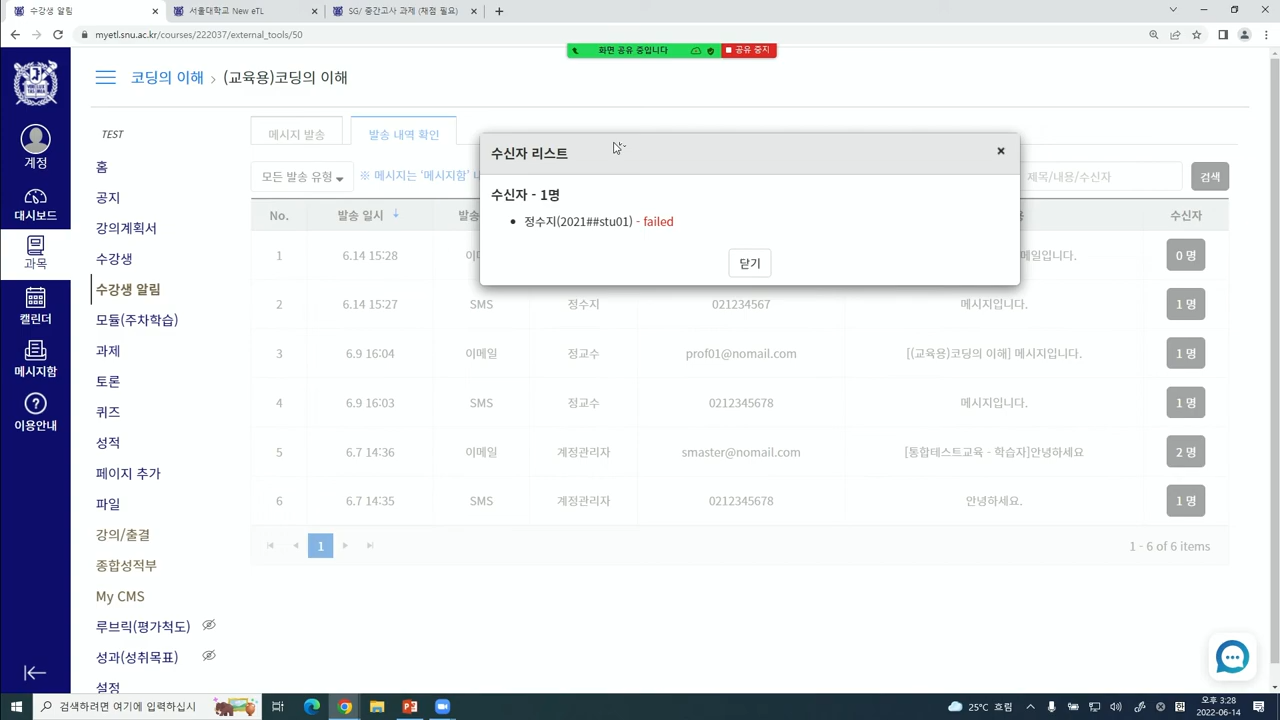 수강생 알림
서울대학교 New eTL
SG/ 중간고사 과제 (채점 필요)
myetl.snu.ac.kr/courses/222037/external_tools/50
화면 공유 중입니다
공유 중지
코딩의 이해 › (교육용)코딩의 이해
계정
대시보드
과목
캘린더
메시지함
이용안내
TEST
홈
공지
강의계획서
수강생
수강생 알림
모듈(주차학습)
과제
토론
퀴즈
성적
페이지 추가
파일
강의/출결
종합성적부
My CMS
루브릭(평가척도)
성과(성취목표)
설정
메시지 발송
발송 내역 확인
모든 발송 유형
※ 메시지는 '메시지함' 
제목/내용/수신자
검색
수신자 리스트
수신자 - 1명
정수지(2021##stu01) - failed
닫기
No. 발송 일시 발송 수신자
1 6.14 15:28 메일입니다. 0 명
2 6.14 15:27 SMS 정수지 021234567 메시지입니다. 1 명
3 6.9 16:04 이메일 정교수 prof01@nomail.com [(교육용)코딩의 이해] 메시지입니다. 1 명
4 6.9 16:03 SMS 정교수 0212345678 메시지입니다. 1 명
5 6.7 14:36 이메일 계정관리자 smaster@nomail.com [통합테스트교육 - 학습자]안녕하세요 2 명
6 6.7 14:35 SMS 계정관리자 0212345678 안녕하세요. 1 명
1
1 - 6 of 6 items
검색하려면 여기에 입력하십시
25°C 흐림
오후 3:28
2022-06-14